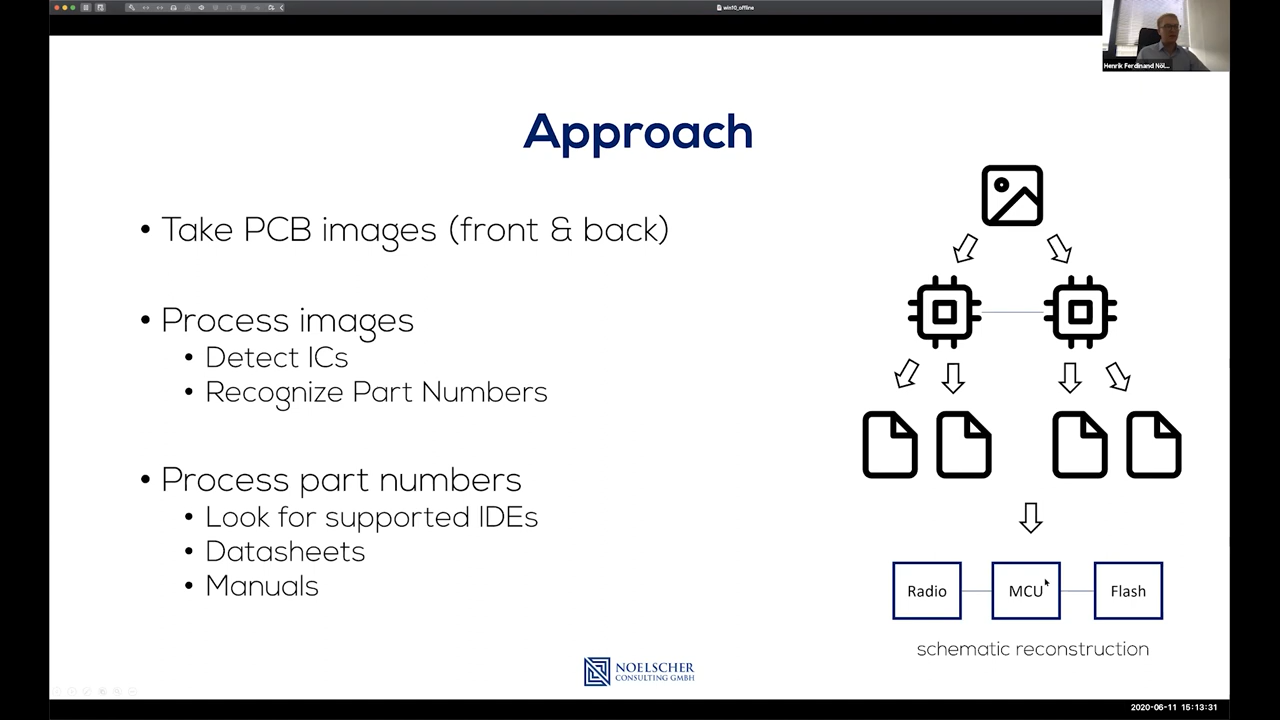 win10_offline
Henrik Ferdinand Nöl...
Approach
• Take PCB images (front & back)
• Process images
• Detect ICs
• Recognize Part Numbers
• Process part numbers
• Look for supported IDEs
• Datasheets
• Manuals
Radio
MCU
Flash
schematic reconstruction
NOELSCHER
CONSULTING GMBH
2020-06-11 15:13:31